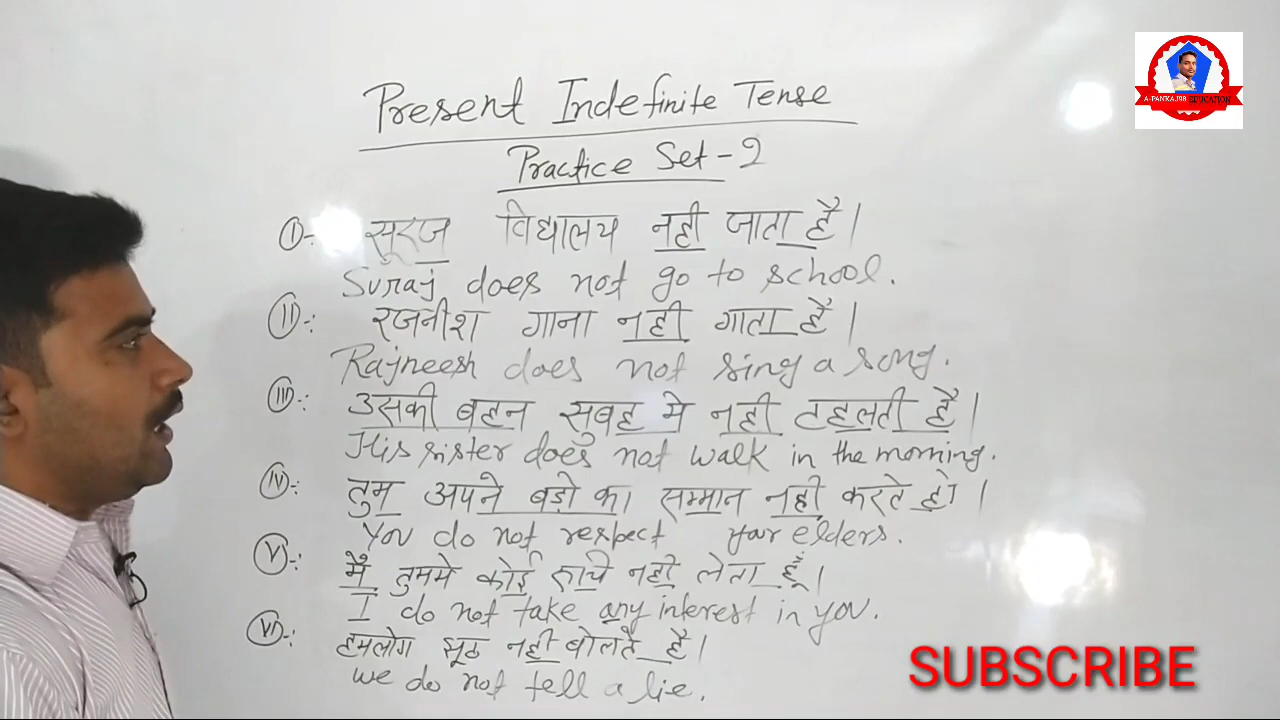 A-PANKAJ98 EDUCATION
Present Indefinite Tense
Practice Set-2
(I)-: सूरज विद्यालय नही जाता है।
Suraj does not go to school.
(II)-: रजनीश गाना नही गाता है।
Rajneesh does not sing a song.
(III)-: उसकी बहन सुबह मे नही टहलती है।
His sister does not walk in the morning.
(IV)-: तुम अपने बड़ो का सम्मान नही करते हो।
You do not respect your elders.
(V)-: मैं तुममे कोई रूचि नही लेता हूँ।
I do not take any interest in you.
(VI)-: हमलोग झूठ नही बोलते है।
we do not tell a lie.
SUBSCRIBE